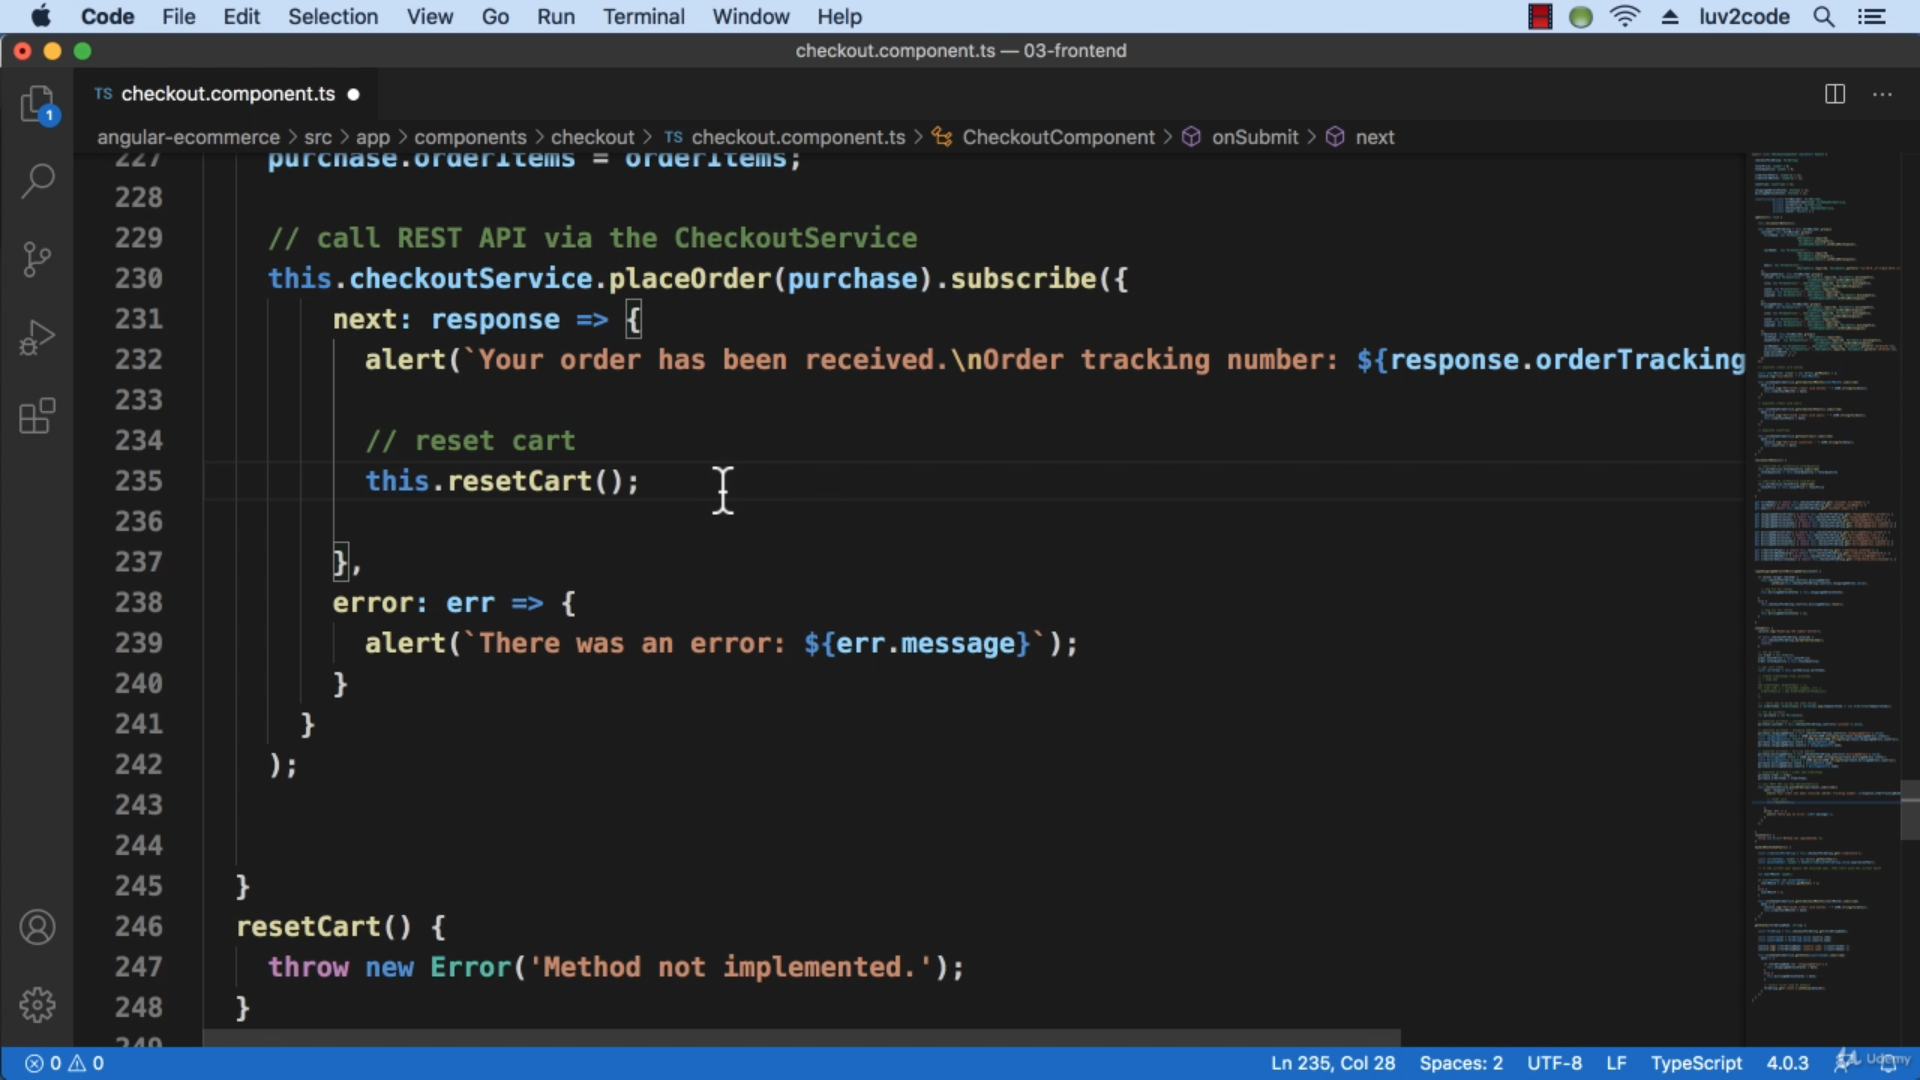 Code File Edit Selection View Go Run Terminal Window Help luv2code
checkout.component.ts — 03-frontend
TS checkout.component.ts
1
angular-ecommerce > src > app > components > checkout > TS checkout.component.ts > CheckoutComponent > onSubmit > next
227 purchase.orderItems = orderItems;
228
229 // call REST API via the CheckoutService
230 this.checkoutService.placeOrder(purchase).subscribe({
231 next: response => {
232 alert(`Your order has been received.\nOrder tracking number: ${response.orderTracking
233
234 // reset cart
235 this.resetCart();
236
237 },
238 error: err => {
239 alert(`There was an error: ${err.message}`);
240 }
241 }
242 );
243
244
245 }
246 resetCart() {
247 throw new Error('Method not implemented.');
248 }
249
0 0 Ln 235, Col 28 Spaces: 2 UTF-8 LF TypeScript 4.0.3
Udemy